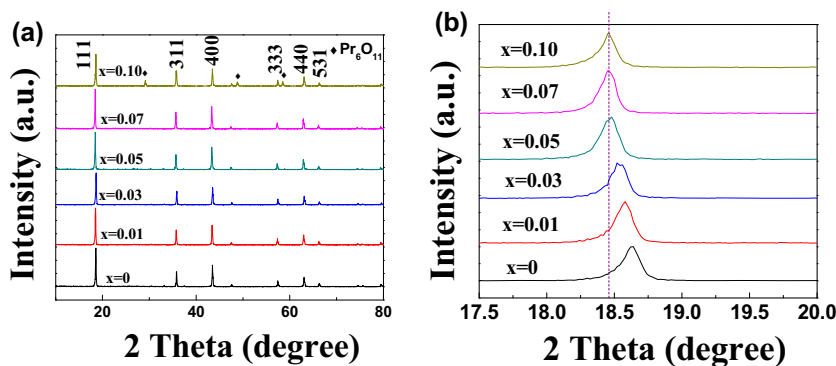 (a)
111
311
400
333
440
531
♦ Pr₆O₁₁
x=0.10
x=0.07
x=0.05
x=0.03
x=0.01
x=0
Intensity (a.u.)
20
40
60
80
2 Theta (degree)
(b)
x=0.10
x=0.07
x=0.05
x=0.03
x=0.01
x=0
Intensity (a.u.)
17.5
18.0
18.5
19.0
19.5
20.0
2 Theta (degree)